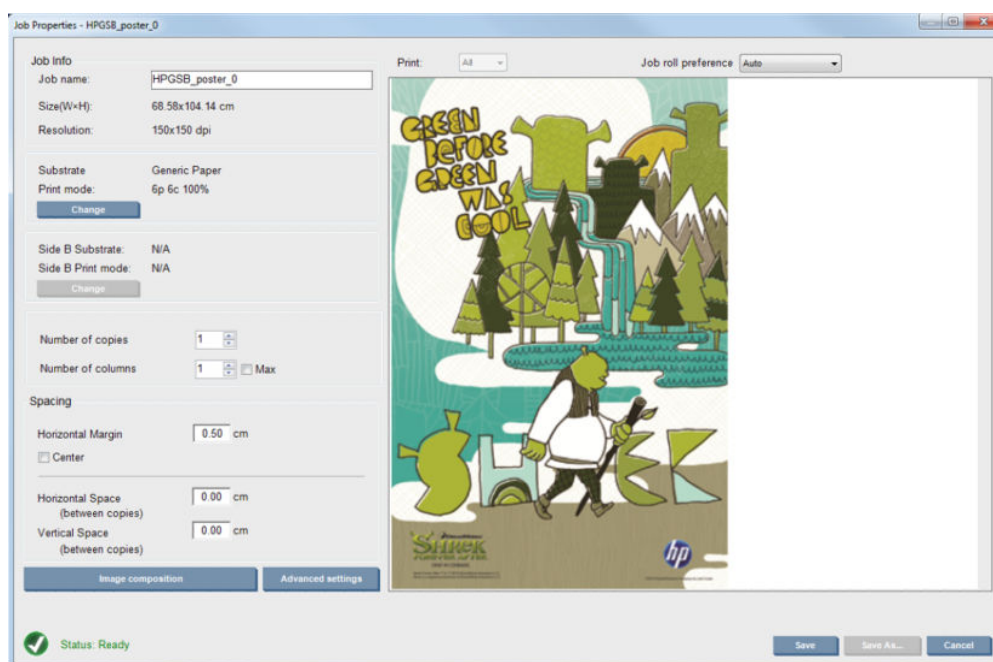 Job Properties - HPGSB_poster_0
Job Info
Job name: HPGSB_poster_0
Size(W×H): 68.58x104.14 cm
Resolution: 150x150 dpi
Substrate Generic Paper
Print mode: 6p 6c 100%
Change
Side B Substrate: N/A
Side B Print mode: N/A
Change
Number of copies 1
Number of columns 1 Max
Spacing
Horizontal Margin 0.50 cm
Center
Horizontal Space 0.00 cm
(between copies)
Vertical Space 0.00 cm
(between copies)
Image composition Advanced settings
Status: Ready
Print: All Job roll preference Auto
GREEN
BEFORE
GREEN
WAS
COOL
SHREK
SHREK
hp
Save Save As... Cancel